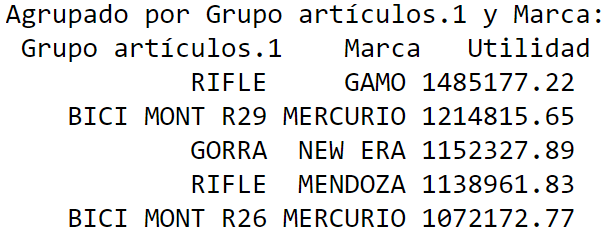 Agrupado por Grupo artículos.1 y Marca:
Grupo artículos.1 Marca Utilidad
RIFLE GAMO 1485177.22
BICI MONT R29 MERCURIO 1214815.65
GORRA NEW ERA 1152327.89
RIFLE MENDOZA 1138961.83
BICI MONT R26 MERCURIO 1072172.77